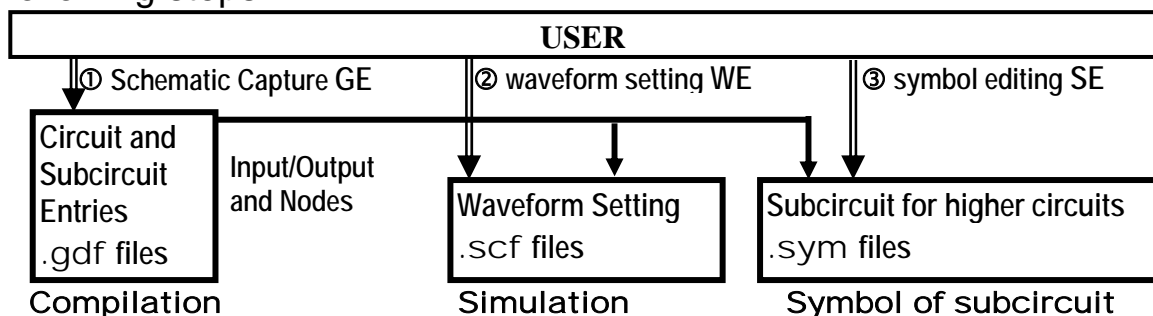 USER
① Schematic Capture GE
② waveform setting WE
③ symbol editing SE
Circuit and
Subcircuit
Entries
.gdf files
Input/Output
and Nodes
Waveform Setting
.scf files
Subcircuit for higher circuits
.sym files
Compilation
Simulation
Symbol of subcircuit